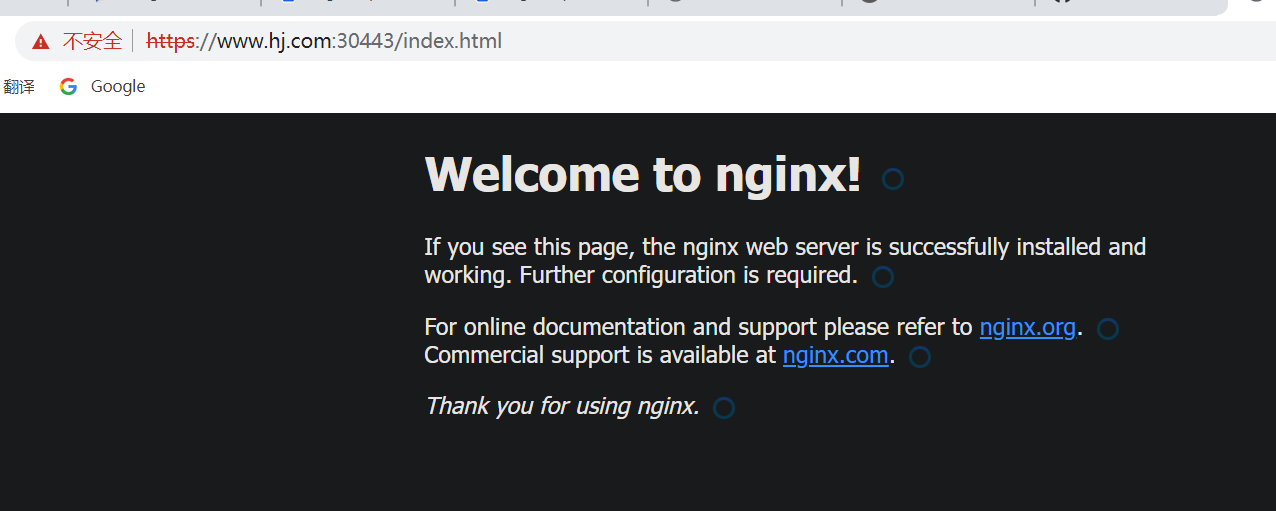 不安全 https://www.hj.com:30443/index.html
翻译 Google
Welcome to nginx!
If you see this page, the nginx web server is successfully installed and
working. Further configuration is required.
For online documentation and support please refer to nginx.org.
Commercial support is available at nginx.com.
Thank you for using nginx.